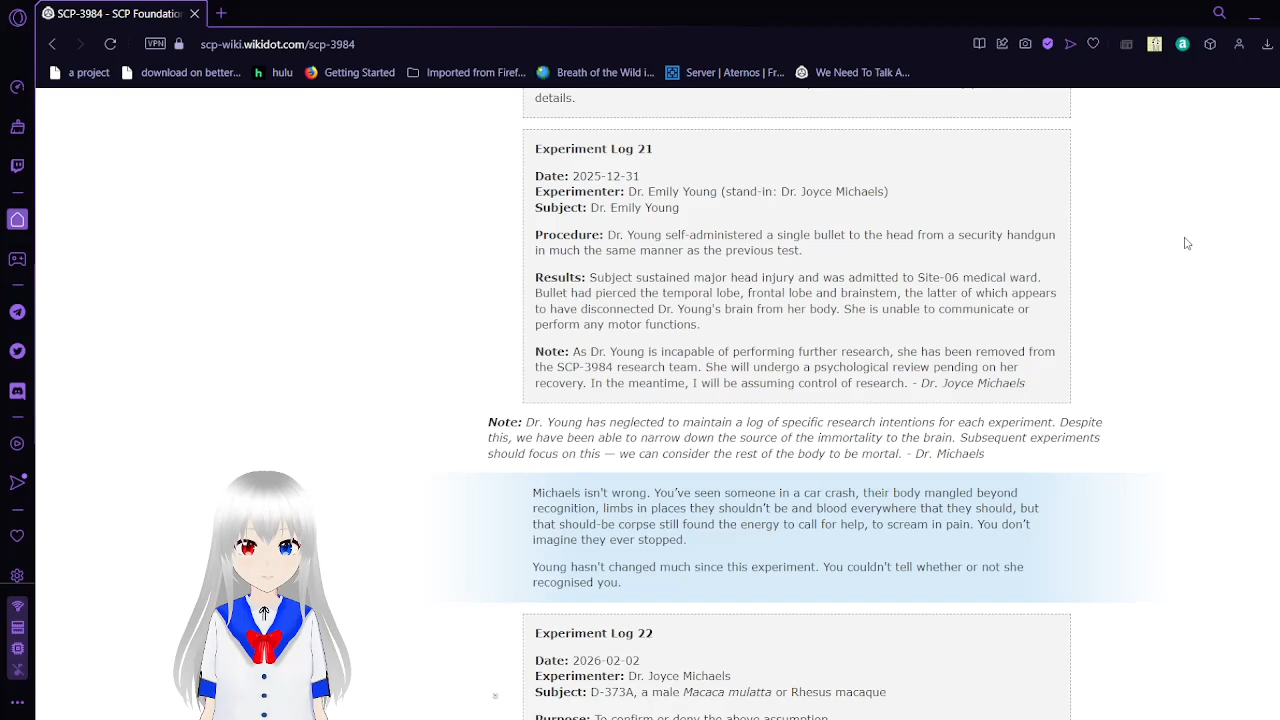 SCP-3984 - SCP Foundation
VPN
scp-wiki.wikidot.com/scp-3984
a project
download on better...
hulu
Getting Started
Imported from Firef...
Breath of the Wild i...
Server | Aternos | Fr...
We Need To Talk A...
details.
Experiment Log 21
Date: 2025-12-31
Experimenter: Dr. Emily Young (stand-in: Dr. Joyce Michaels)
Subject: Dr. Emily Young
Procedure: Dr. Young self-administered a single bullet to the head from a security handgun
in much the same manner as the previous test.
Results: Subject sustained major head injury and was admitted to Site-06 medical ward.
Bullet had pierced the temporal lobe, frontal lobe and brainstem, the latter of which appears
to have disconnected Dr. Young's brain from her body. She is unable to communicate or
perform any motor functions.
Note: As Dr. Young is incapable of performing further research, she has been removed from
the SCP-3984 research team. She will undergo a psychological review pending on her
recovery. In the meantime, I will be assuming control of research. - Dr. Joyce Michaels
Note: Dr. Young has neglected to maintain a log of specific research intentions for each experiment. Despite
this, we have been able to narrow down the source of the immortality to the brain. Subsequent experiments
should focus on this — we can consider the rest of the body to be mortal. - Dr. Michaels
Michaels isn't wrong. You’ve seen someone in a car crash, their body mangled beyond
recognition, limbs in places they shouldn’t be and blood everywhere that they should, but
that should-be corpse still found the energy to call for help, to scream in pain. You don’t
imagine they ever stopped.
Young hasn't changed much since this experiment. You couldn't tell whether or not she
recognised you.
Experiment Log 22
Date: 2026-02-02
Experimenter: Dr. Joyce Michaels
Subject: D-373A, a male Macaca mulatta or Rhesus macaque
Purpose: To confirm or deny the above assumption